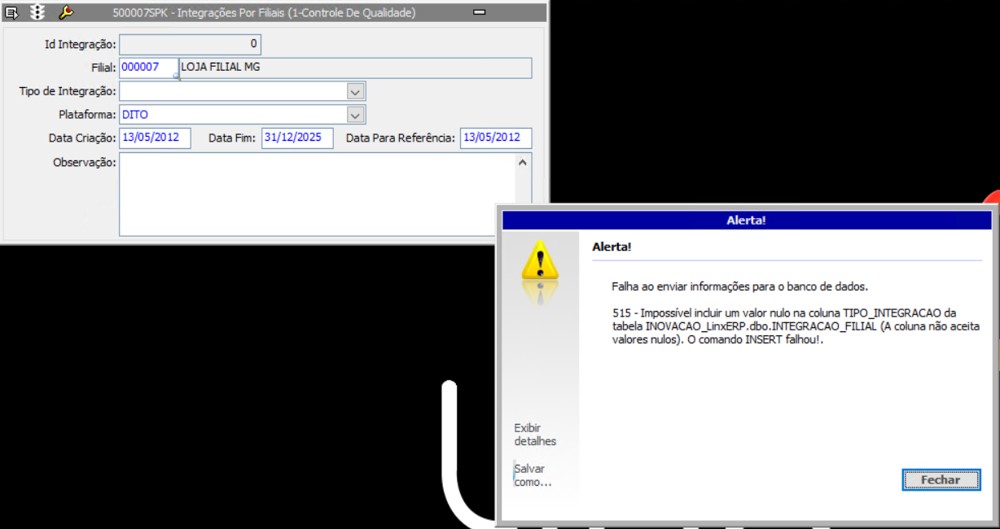 500007SPK - Integrações Por Filiais (1-Controle De Qualidade)
Id Integração: 0
Filial: 000007 LOJA FILIAL MG
Tipo de Integração:
Plataforma: DITO
Data Criação: 13/05/2012 Data Fim: 31/12/2025 Data Para Referência: 13/05/2012
Observação:
Alerta!
Alerta!
Falha ao enviar informações para o banco de dados.
515 - Impossível incluir um valor nulo na coluna TIPO_INTEGRACAO da
tabela INOVACAO_LinxERP.dbo.INTEGRACAO_FILIAL (A coluna não aceita
valores nulos). O comando INSERT falhou!.
Exibir
detalhes
Salvar
como...
Fechar